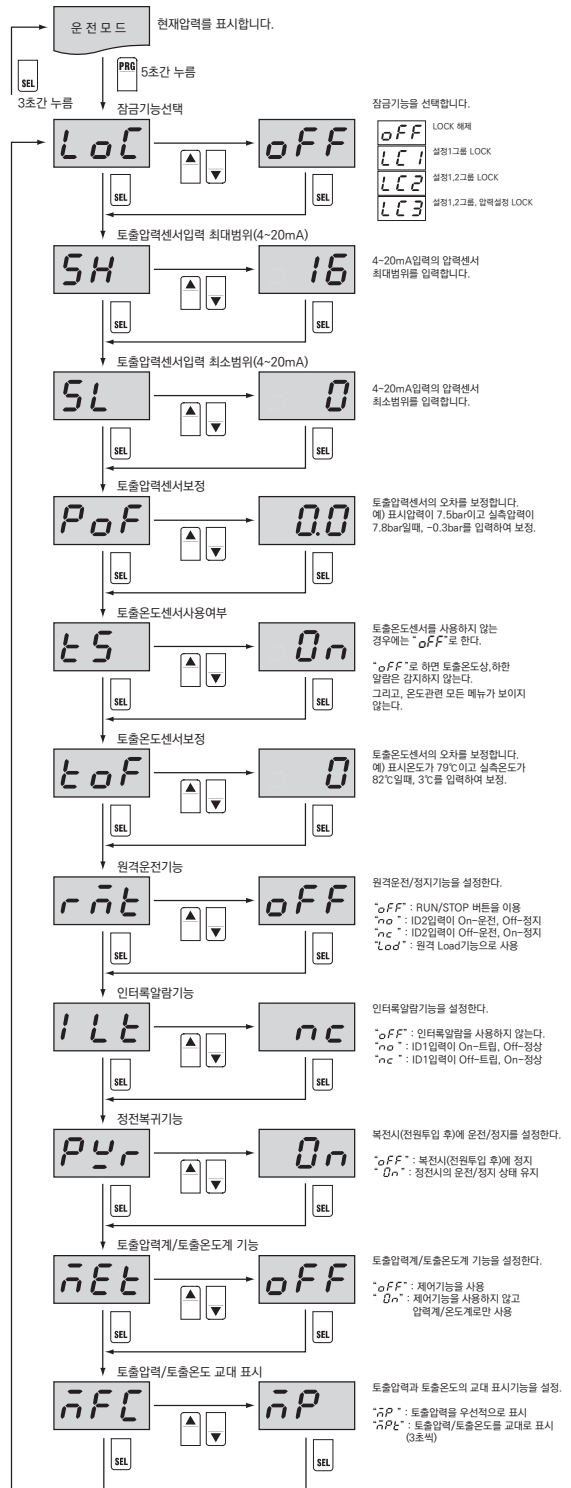 운전모드
현재압력를 표시합니다.
SEL
3초간 누름
PRG
5초간 누름
잠금기능선택
LoC
oFF
SEL
SEL
잠금기능을 선택합니다.
oFF LOCK 해제
LC1 설정1그룹 LOCK
LC2 설정1,2그룹 LOCK
LC3 설정1,2그룹, 압력설정 LOCK
토출압력센서입력 최대범위(4~20mA)
SH
16
SEL
SEL
4~20mA입력의 압력센서
최대범위를 입력합니다.
토출압력센서입력 최소범위(4~20mA)
SL
0
SEL
SEL
4~20mA입력의 압력센서
최소범위를 입력합니다.
토출압력센서보정
PoF
0.0
SEL
SEL
토출압력센서의 오차를 보정합니다.
예) 표시압력이 7.5bar이고 실측압력이
7.8bar일때, -0.3bar를 입력하여 보정.
토출온도센서사용여부
tS
On
SEL
SEL
토출온도센서를 사용하지 않는
경우에는 "oFF"로 한다.
"oFF"로 하면 토출온도상,하한
알람은 감지하지 않는다.
그리고, 온도관련 모든 메뉴가 보이지
않는다.
토출온도센서보정
toF
0
SEL
SEL
토출온도센서의 오차를 보정합니다.
예) 표시온도가 79℃이고 실측온도가
82℃일때, 3℃를 입력하여 보정.
원격운전기능
rmt
oFF
SEL
SEL
원격운전/정지기능을 설정한다.
"oFF" : RUN/STOP 버튼을 이용
"no " : ID2입력이 On-운전, Off-정지
"nc " : ID2입력이 Off-운전, On-정지
"Lod" : 원격 Load기능으로 사용
인터록알람기능
ILt
nc
SEL
SEL
인터록알람기능을 설정한다.
"oFF" : 인터록알람을 사용하지 않는다.
"no " : ID1입력이 On-트립, Off-정상
"nc " : ID1입력이 Off-트립, On-정상
정전복귀기능
Pwr
On
SEL
SEL
복전시(전원투입 후)에 운전/정지를 설정한다.
"oFF" : 복전시(전원투입 후)에 정지
" On" : 정전시의 운전/정지 상태 유지
토출압력계/토출온도계 기능
mEt
oFF
SEL
SEL
토출압력계/토출온도계 기능을 설정한다.
"oFF" : 제어기능을 사용
" On" : 제어기능을 사용하지 않고
압력계/온도계로만 사용
토출압력/토출온도 교대 표시
mFC
mP
SEL
SEL
토출압력과 토출온도의 교대 표시기능을 설정.
"mP " : 토출압력을 우선적으로 표시
"mPt" : 토출압력/토출온도를 교대로 표시
(3초씩)